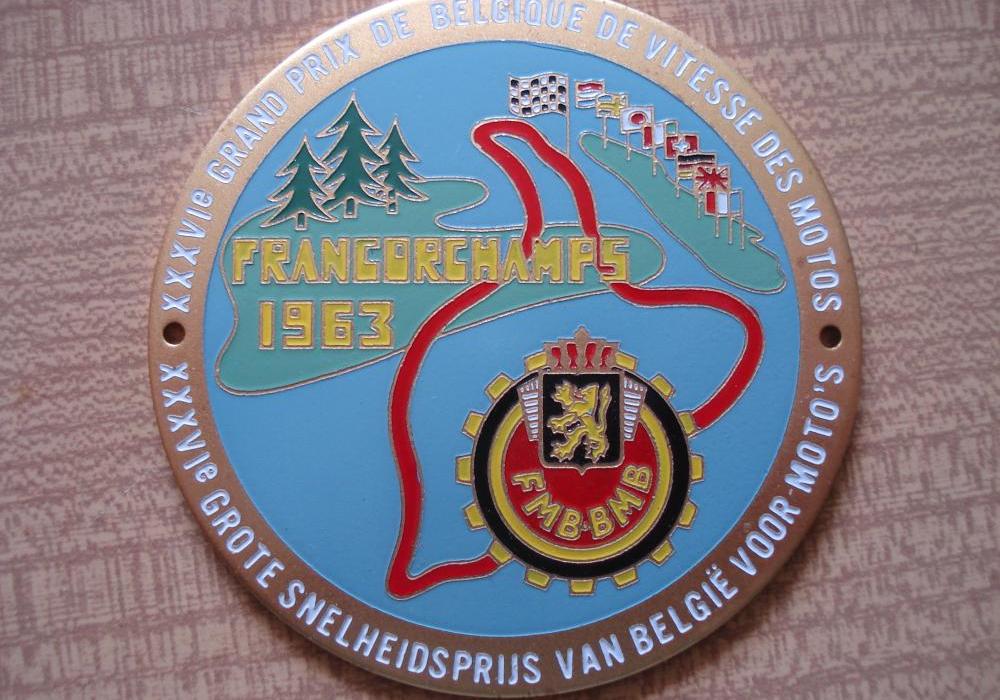 XXXVIe GRAND PRIX DE BELGIQUE DE VITESSE DES MOTOS
FRANCORCHAMPS
1963
FMB-BMB
XXXVIe GROTE SNELHEIDSPRIJS VAN BELGIË VOOR MOTO'S